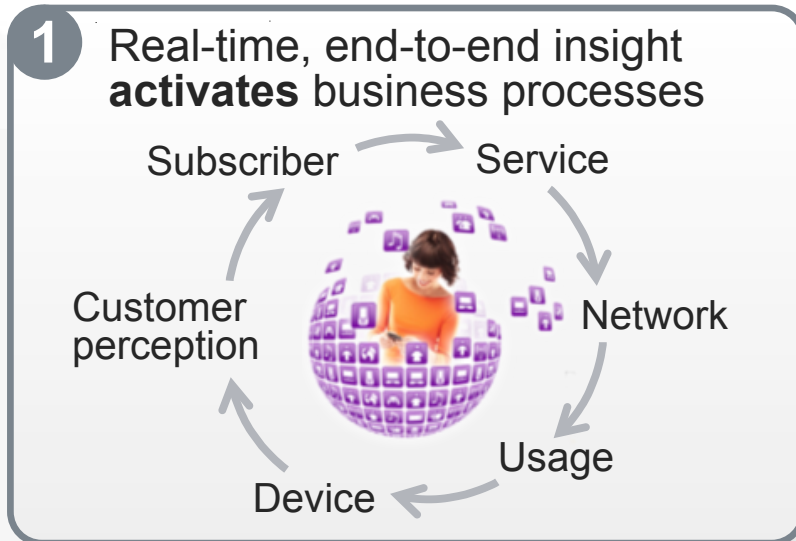 1
Real-time, end-to-end insight
activates business processes
Subscriber
Service
Network
Usage
Device
Customer
perception